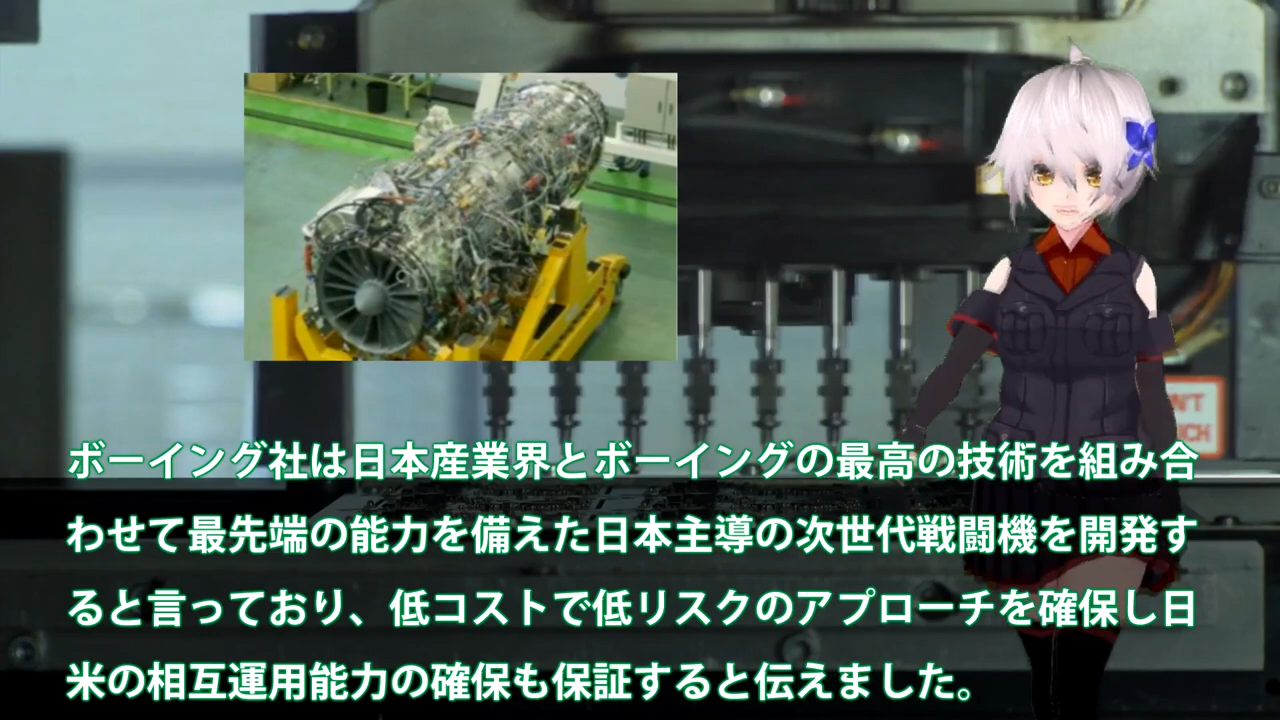 ボーイング社は日本産業界とボーイングの最高の技術を組み合
わせて最先端の能力を備えた日本主導の次世代戦闘機を開発す
ると言っており、低コストで低リスクのアプローチを確保し日
米の相互運用能力の確保も保証すると伝えました。